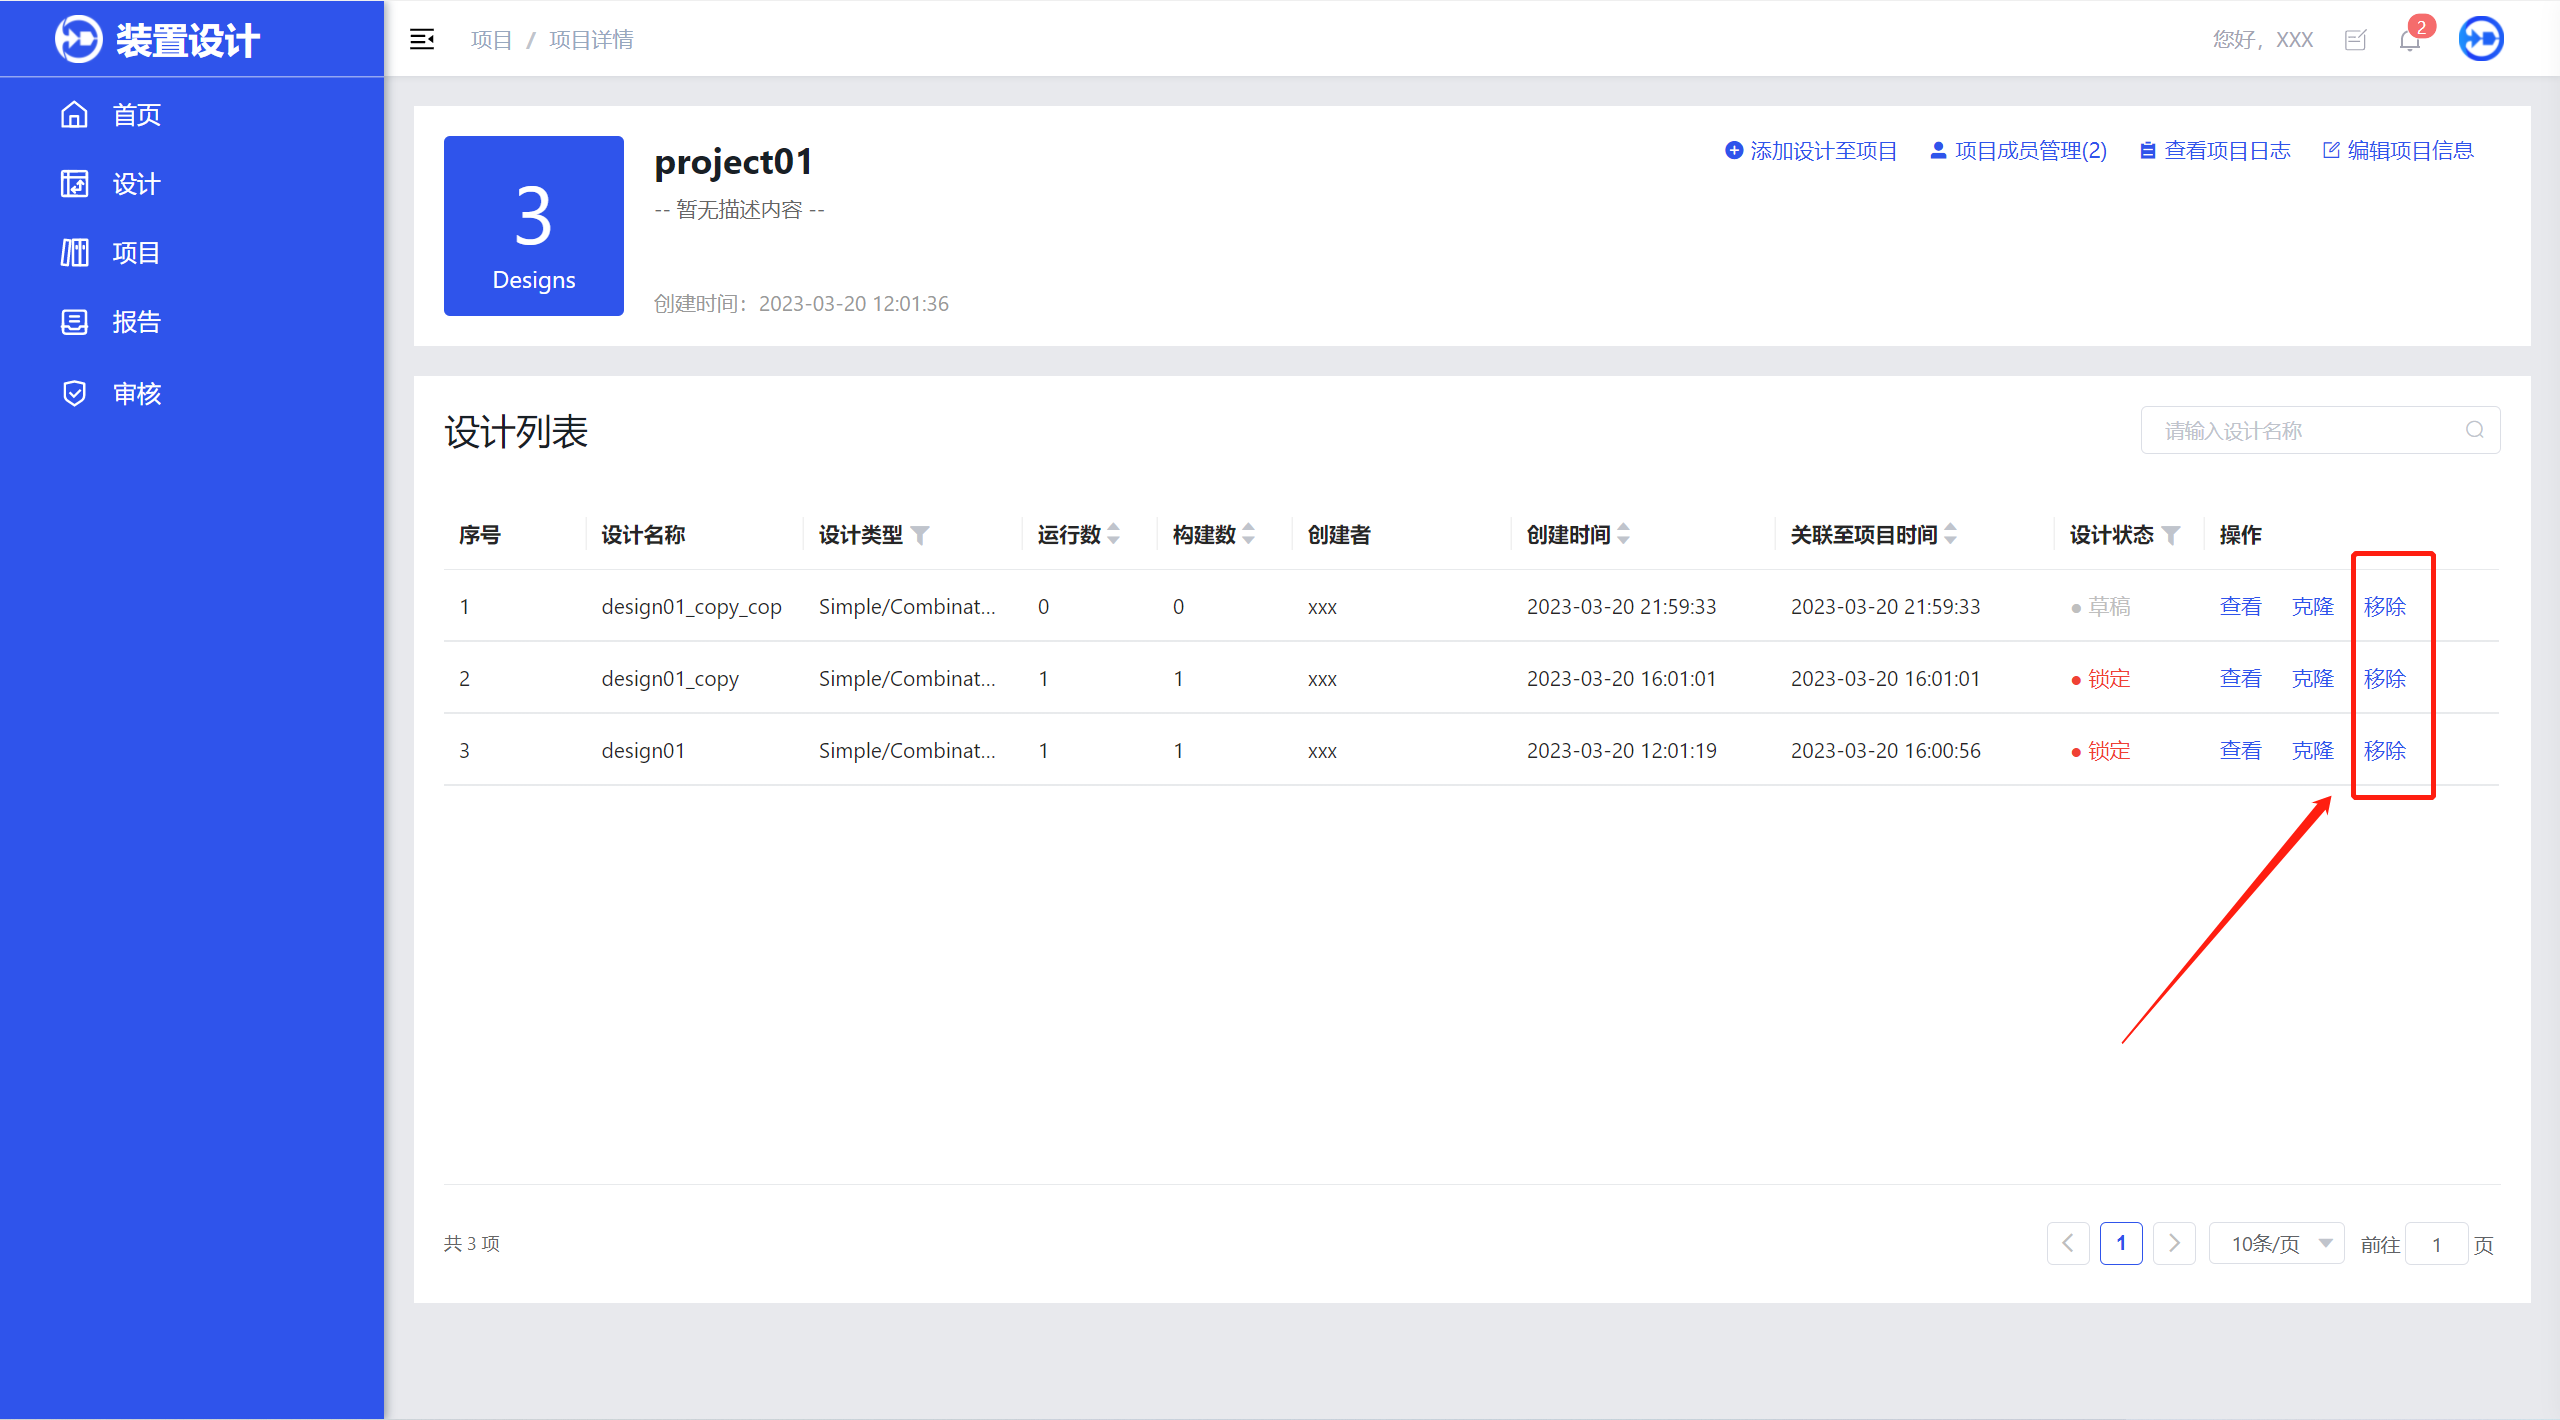 装置设计
项目 / 项目详情
您好，XXX
2
首页
设计
项目
报告
审核
3
Designs
project01
-- 暂无描述内容 --
创建时间：2023-03-20 12:01:36
添加设计至项目 项目成员管理(2) 查看项目日志 编辑项目信息
设计列表
请输入设计名称
序号 设计名称 设计类型 运行数 构建数 创建者 创建时间 关联至项目时间 设计状态 操作
1 design01_copy_cop Simple/Combinat... 0 0 xxx 2023-03-20 21:59:33 2023-03-20 21:59:33 草稿 查看 克隆 移除
2 design01_copy Simple/Combinat... 1 1 xxx 2023-03-20 16:01:01 2023-03-20 16:01:01 锁定 查看 克隆 移除
3 design01 Simple/Combinat... 1 1 xxx 2023-03-20 12:01:19 2023-03-20 16:00:56 锁定 查看 克隆 移除
共 3 项
1 10条/页 前往 1 页